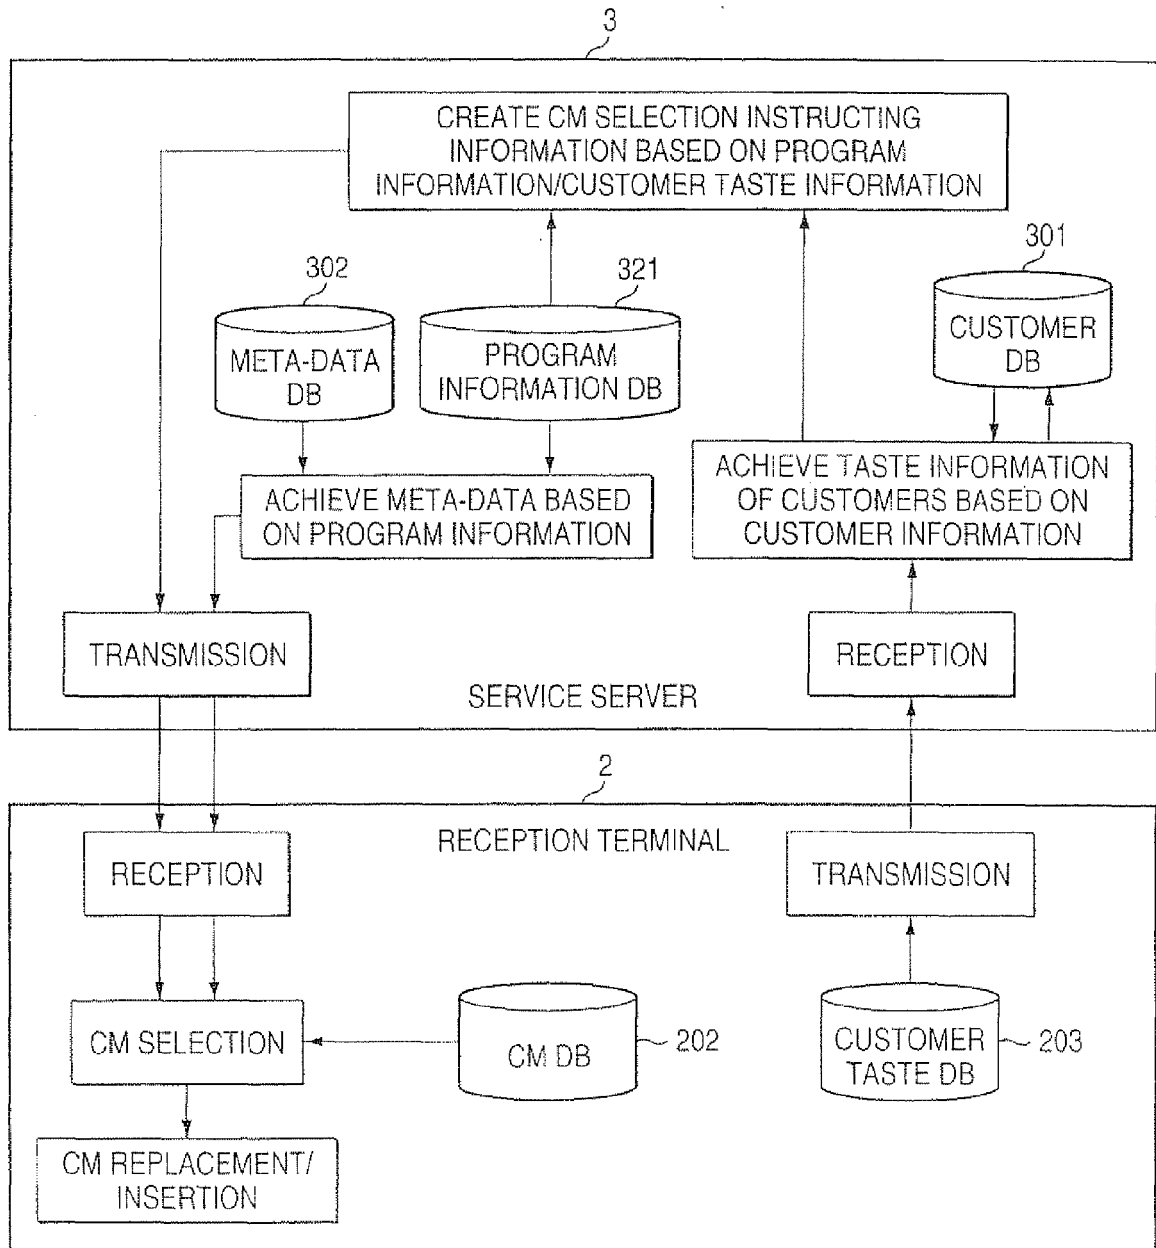 3
CREATE CM SELECTION INSTRUCTING
INFORMATION BASED ON PROGRAM
INFORMATION/CUSTOMER TASTE INFORMATION
302
321
301
META-DATA
DB
PROGRAM
INFORMATION DB
CUSTOMER
DB
ACHIEVE META-DATA BASED
ON PROGRAM INFORMATION
ACHIEVE TASTE INFORMATION
OF CUSTOMERS BASED ON
CUSTOMER INFORMATION
TRANSMISSION
RECEPTION
SERVICE SERVER
2
RECEPTION TERMINAL
RECEPTION
TRANSMISSION
CM SELECTION
CM DB
202
CUSTOMER
TASTE DB
203
CM REPLACEMENT/
INSERTION